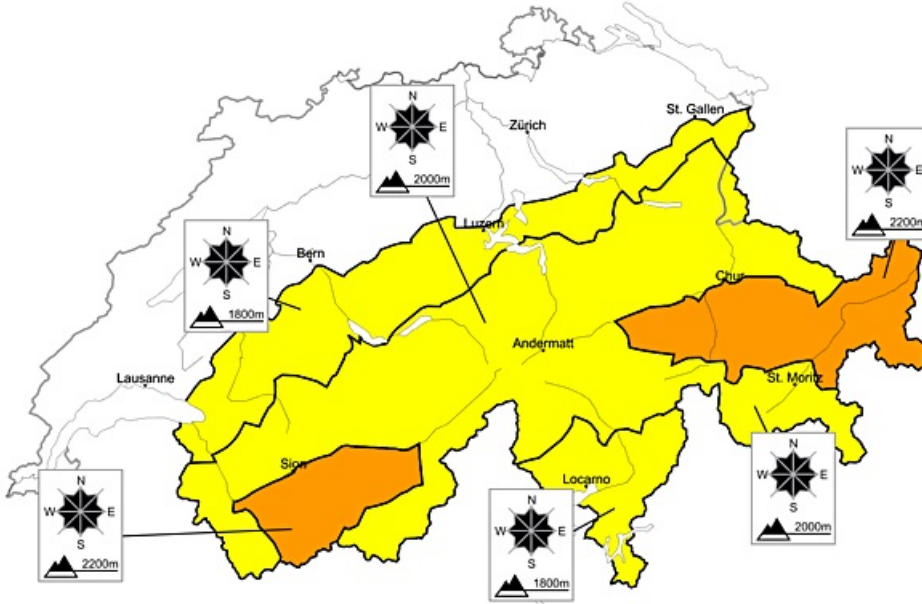 St. Gallen
Zürich
N
W E
S
2000m
N
W E
S
2200m
Luzern
N
W E
S
1800m
Bern
Chur
Andermatt
Lausanne
St. Moritz
Sion
Locarno
N
W E
S
2200m
N
W E
S
1800m
N
W E
S
2000m